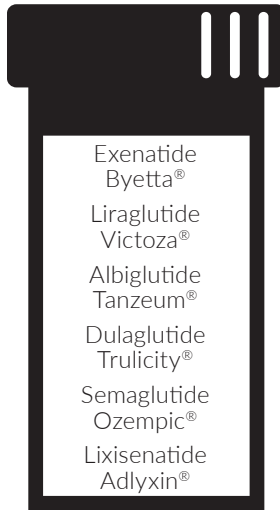 Exenatide
Byetta®
Liraglutide
Victoza®
Albiglutide
Tanzeum®
Dulaglutide
Trulicity®
Semaglutide
Ozempic®
Lixisenatide
Adlyxin®